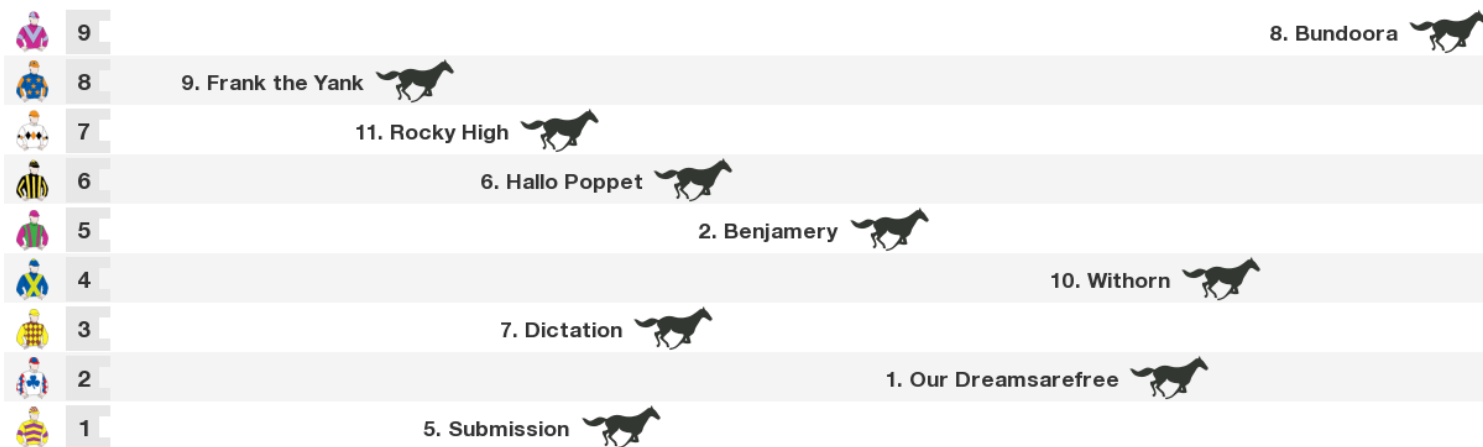 9 8. Bundoora
8 9. Frank the Yank
7 11. Rocky High
6 6. Hallo Poppet
5 2. Benjamery
4 10. Withorn
3 7. Dictation
2 1. Our Dreamsarefree
1 5. Submission